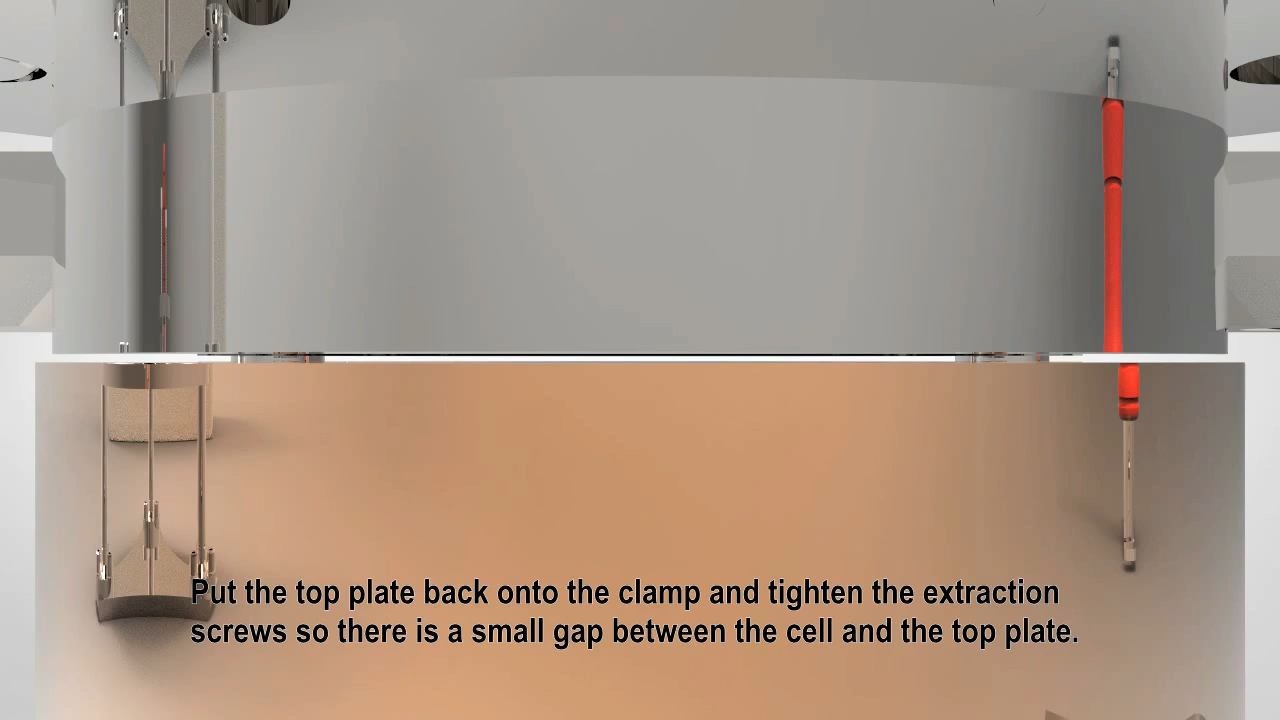 Put the top plate back onto the clamp and tighten the extraction
screws so there is a small gap between the cell and the top plate.